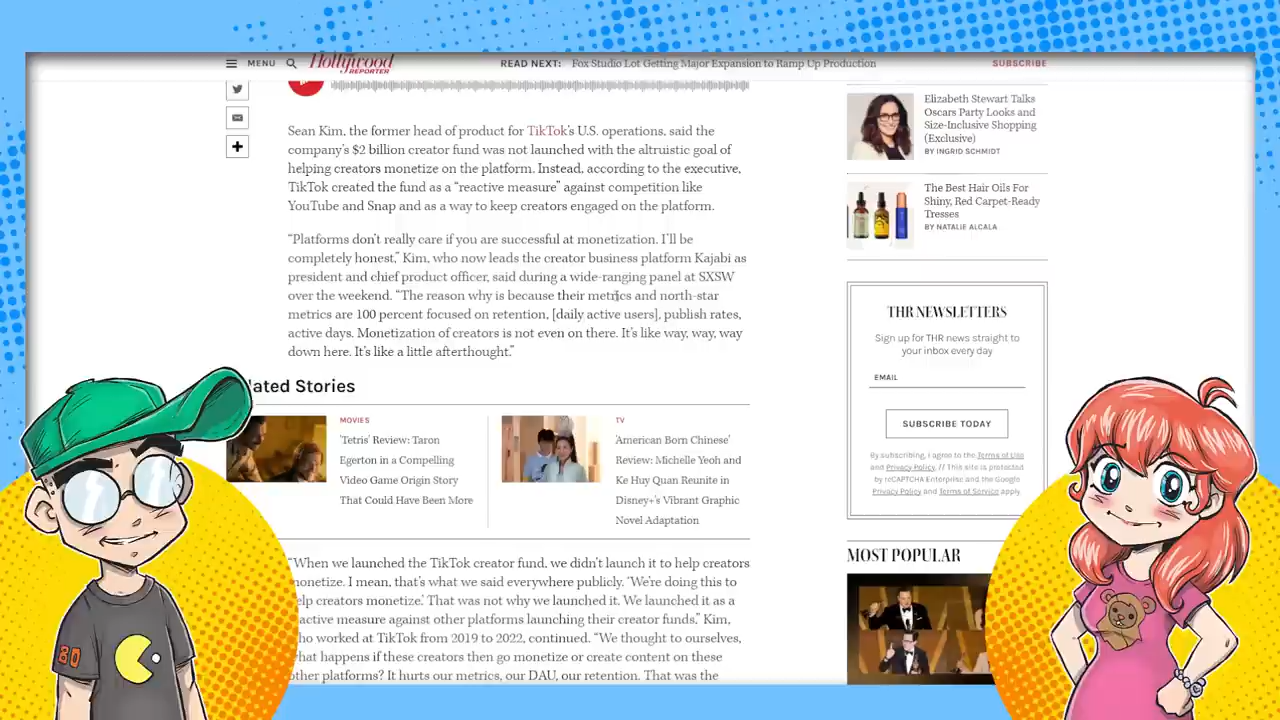 MENU
Hollywood
REPORTER
READ NEXT: Fox Studio Lot Getting Major Expansion to Ramp Up Production
SUBSCRIBE
Sean Kim, the former head of product for TikTok's U.S. operations, said the
company's $2 billion creator fund was not launched with the altruistic goal of
helping creators monetize on the platform. Instead, according to the executive,
TikTok created the fund as a “reactive measure” against competition like
YouTube and Snap and as a way to keep creators engaged on the platform.
“Platforms don't really care if you are successful at monetization. I'll be
completely honest,” Kim, who now leads the creator business platform Kajabi as
president and chief product officer, said during a wide-ranging panel at SXSW
over the weekend. “The reason why is because their metrics and north-star
metrics are 100 percent focused on retention, [daily active users], publish rates,
active days. Monetization of creators is not even on there. It's like way, way, way
down here. It's like a little afterthought.”
lated Stories
MOVIES
'Tetris' Review: Taron
Egerton in a Compelling
Video Game Origin Story
That Could Have Been More
TV
'American Born Chinese'
Review: Michelle Yeoh and
Ke Huy Quan Reunite in
Disney+'s Vibrant Graphic
Novel Adaptation
“When we launched the TikTok creator fund, we didn't launch it to help creators
onetize. I mean, that's what we said everywhere publicly. 'We're doing this to
elp creators monetize.' That was not why we launched it. We launched it as a
active measure against other platforms launching their creator funds,” Kim,
ho worked at TikTok from 2019 to 2022, continued. “We thought to ourselves,
what happens if these creators then go monetize or create content on these
other platforms? It hurts our metrics, our DAU, our retention. That was the
Elizabeth Stewart Talks
Oscars Party Looks and
Size-Inclusive Shopping
(Exclusive)
BY INGRID SCHMIDT
The Best Hair Oils For
Shiny, Red Carpet-Ready
Tresses
BY NATALIE ALCALA
THR NEWSLETTERS
Sign up for THR news straight to
your inbox every day
EMAIL
SUBSCRIBE TODAY
By subscribing, I agree to the Terms of Use
and Privacy Policy. // This site is protected
by reCAPTCHA Enterprise and the Google
Privacy Policy and Terms of Service apply
MOST POPULAR
80